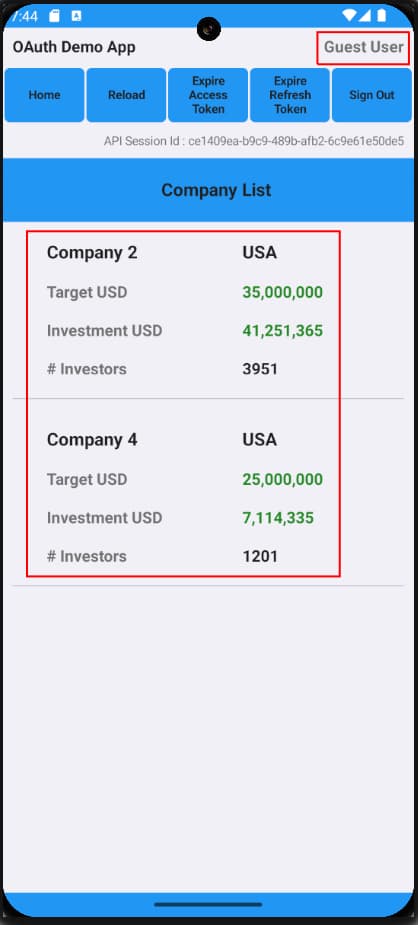 7:44
OAuth Demo App Guest User
Home Reload Expire Access Token Expire Refresh Token Sign Out
API Session Id : ce1409ea-b9c9-489b-afb2-6c9e61e50de5
Company List
Company 2 USA
Target USD 35,000,000
Investment USD 41,251,365
# Investors 3951
Company 4 USA
Target USD 25,000,000
Investment USD 7,114,335
# Investors 1201